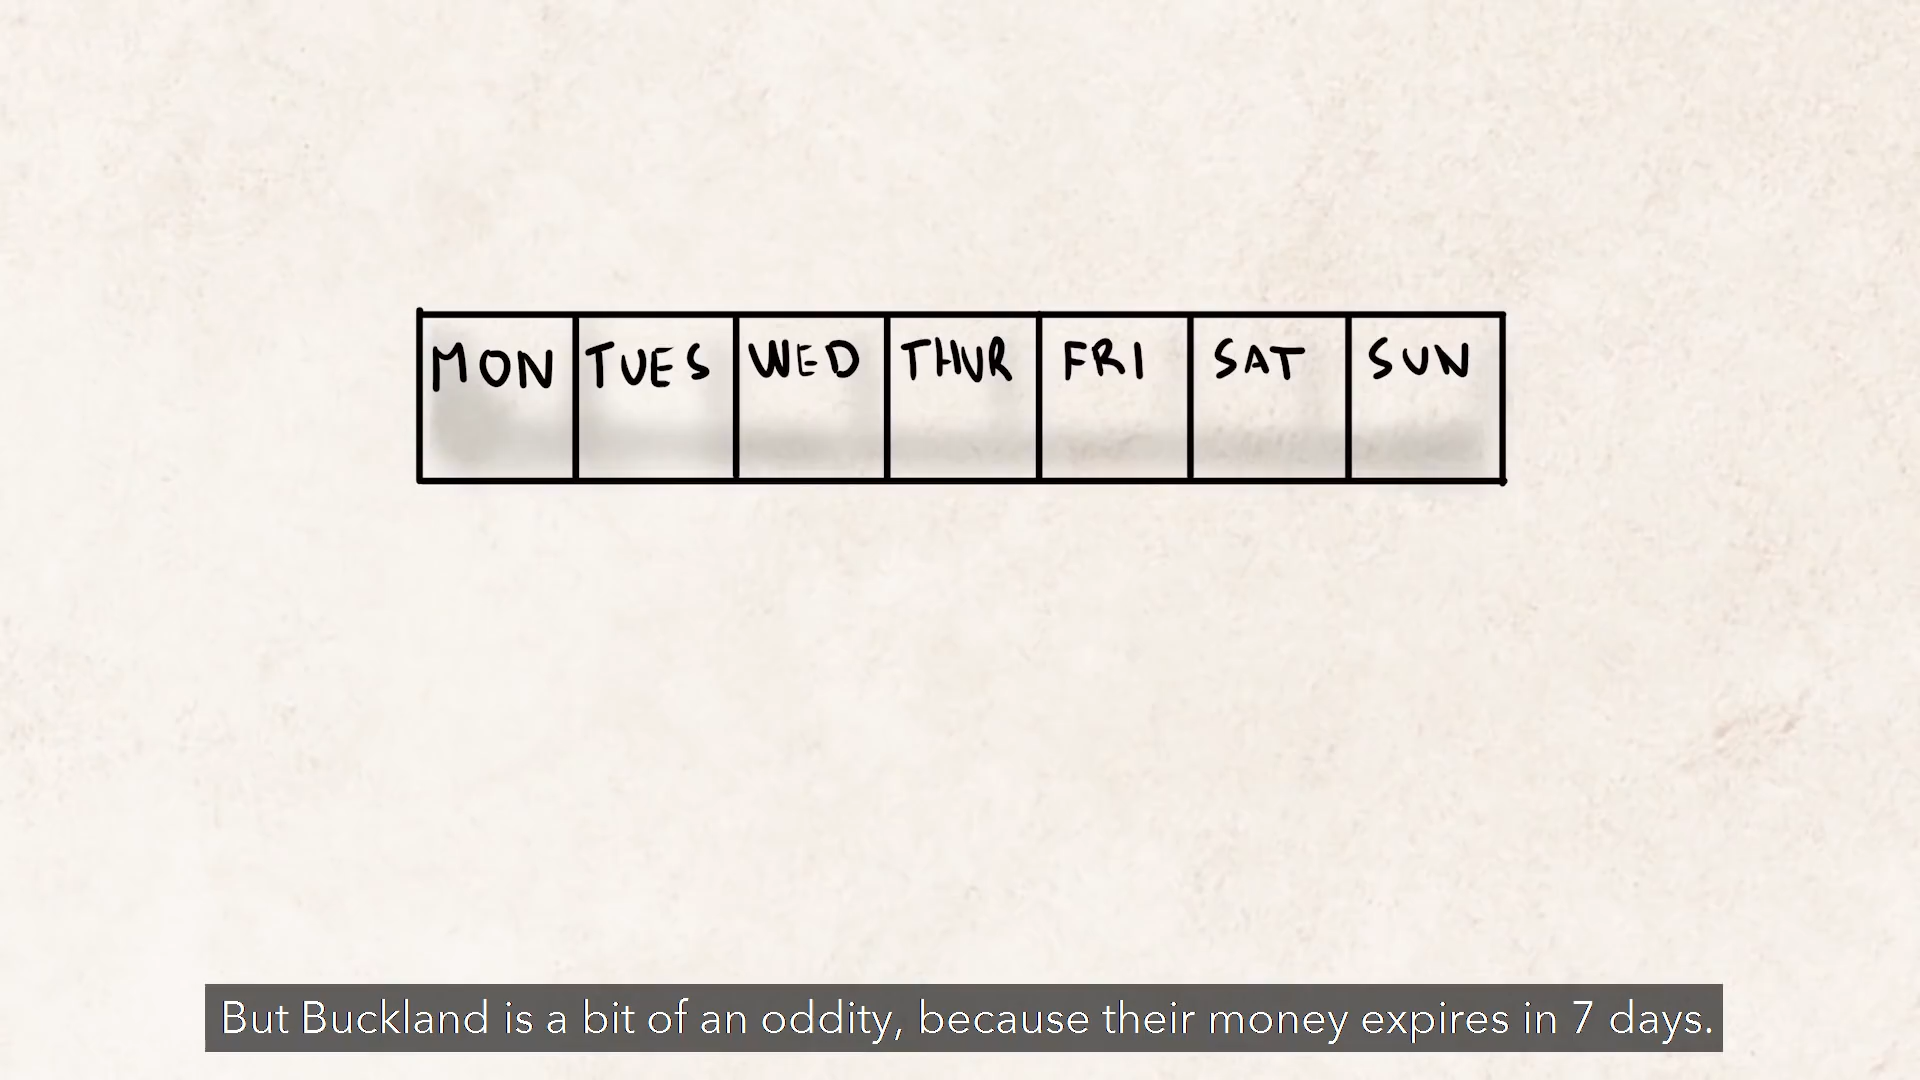 MON TUES WED THUR FRI SAT SUN
But Buckland is a bit of an oddity, because their money expires in 7 days.